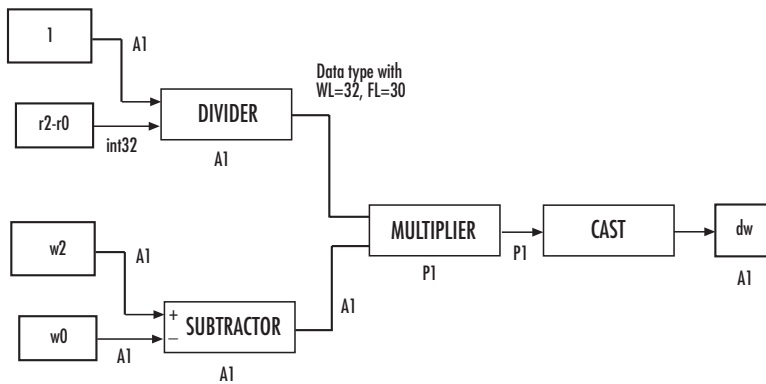 1
A1
Data type with
WL=32, FL=30
DIVIDER
r2-r0
int32
A1
w2
A1
MULTIPLIER
P1
P1
CAST
dw
A1
+
SUBTRACTOR
−
A1
w0
A1
A1